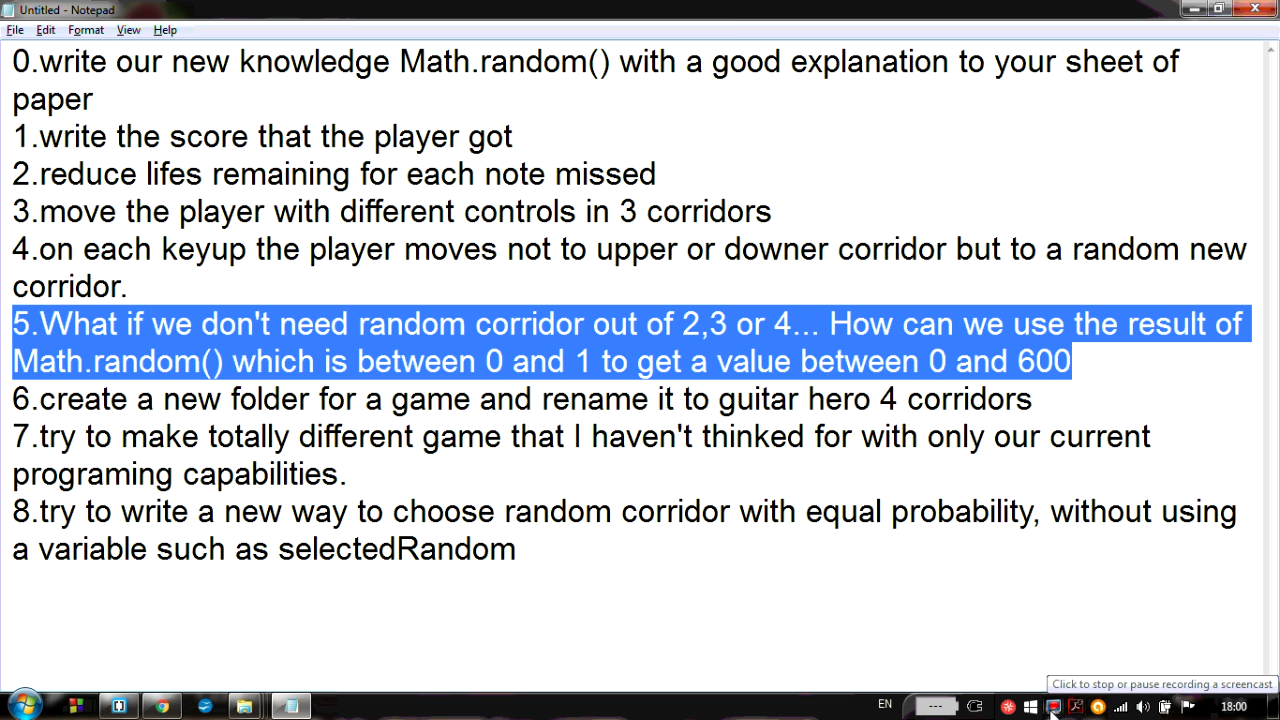 Untitled - Notepad
File Edit Format View Help
0.write our new knowledge Math.random() with a good explanation to your sheet of
paper
1.write the score that the player got
2.reduce lifes remaining for each note missed
3.move the player with different controls in 3 corridors
4.on each keyup the player moves not to upper or downer corridor but to a random new
corridor.
5.What if we don't need random corridor out of 2,3 or 4... How can we use the result of
Math.random() which is between 0 and 1 to get a value between 0 and 600
6.create a new folder for a game and rename it to guitar hero 4 corridors
7.try to make totally different game that I haven't thinked for with only our current
programing capabilities.
8.try to write a new way to choose random corridor with equal probability, without using
a variable such as selectedRandom
Click to stop or pause recording a screencast
EN --- 18:00